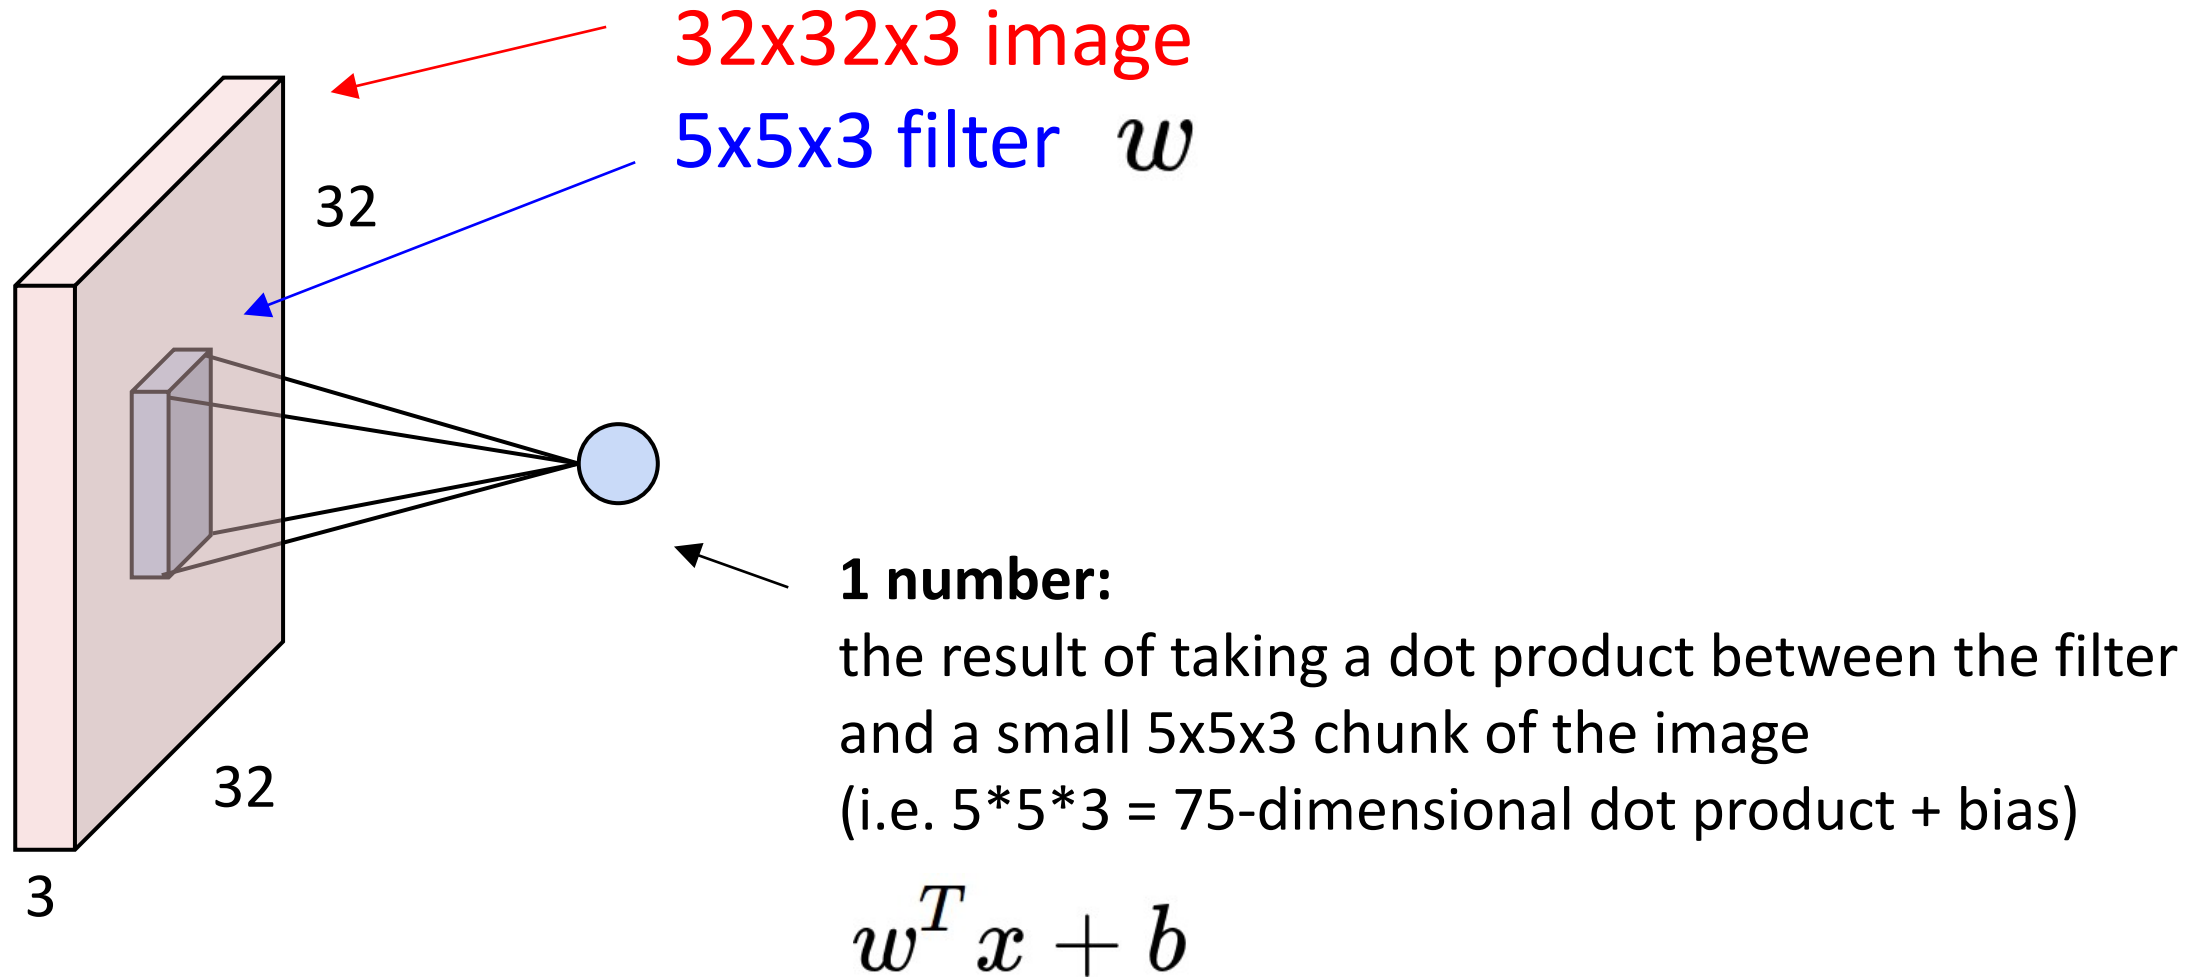 32x32x3 image
5x5x3 filter w
32
32
3
1 number:
the result of taking a dot product between the filter
and a small 5x5x3 chunk of the image
(i.e. 5*5*3 = 75-dimensional dot product + bias)
w^T x + b